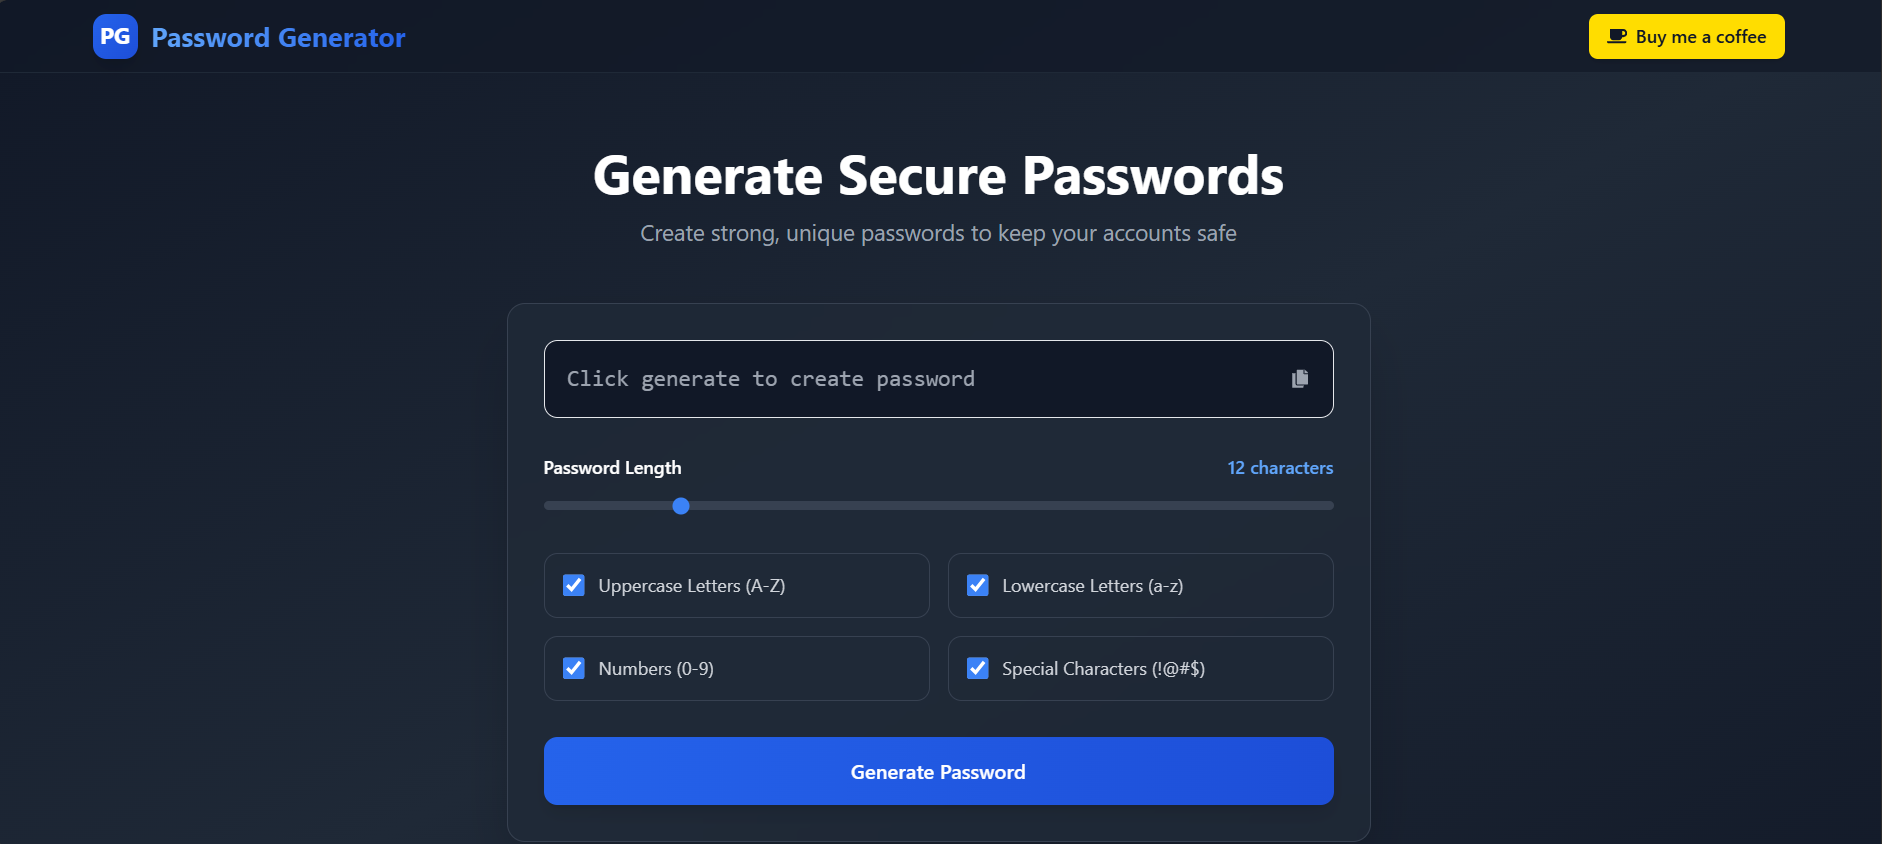 PG Password Generator
Buy me a coffee
Generate Secure Passwords
Create strong, unique passwords to keep your accounts safe
Click generate to create password
Password Length
12 characters
Uppercase Letters (A-Z)
Lowercase Letters (a-z)
Numbers (0-9)
Special Characters (!@#$)
Generate Password